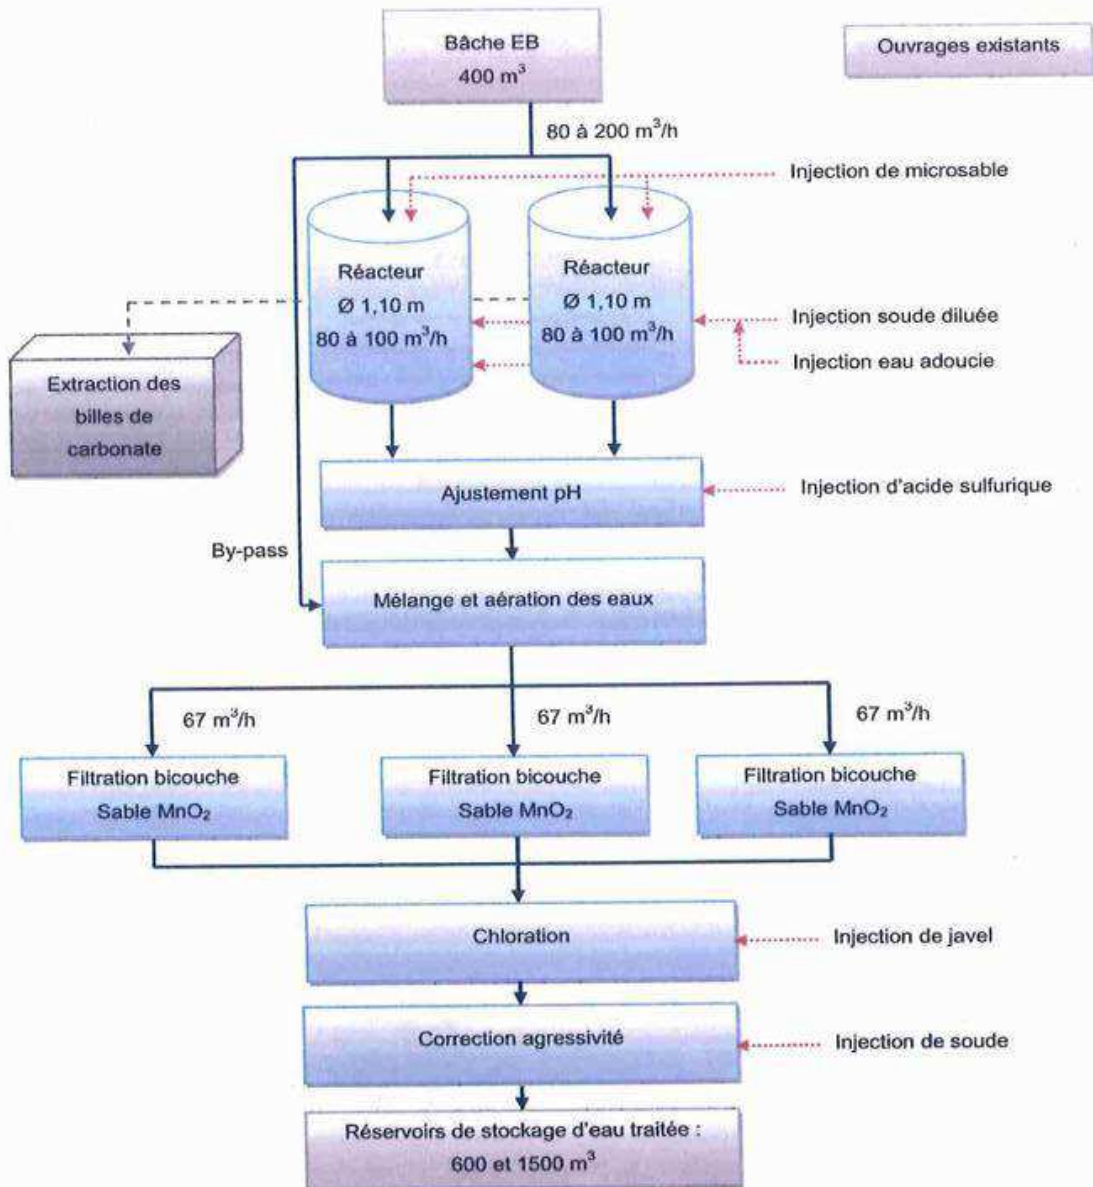 Bâche EB
400 m³
Ouvrages existants
80 à 200 m³/h
Injection de microsable
Réacteur
Ø 1,10 m
80 à 100 m³/h
Réacteur
Ø 1,10 m
80 à 100 m³/h
Injection soude diluée
Injection eau adoucie
Extraction des
billes de
carbonate
Ajustement pH
Injection d'acide sulfurique
By-pass
Mélange et aération des eaux
67 m³/h
67 m³/h
67 m³/h
Filtration bicouche
Sable MnO₂
Filtration bicouche
Sable MnO₂
Filtration bicouche
Sable MnO₂
Chloration
Injection de javel
Correction agressivité
Injection de soude
Réservoirs de stockage d'eau traitée :
600 et 1500 m³